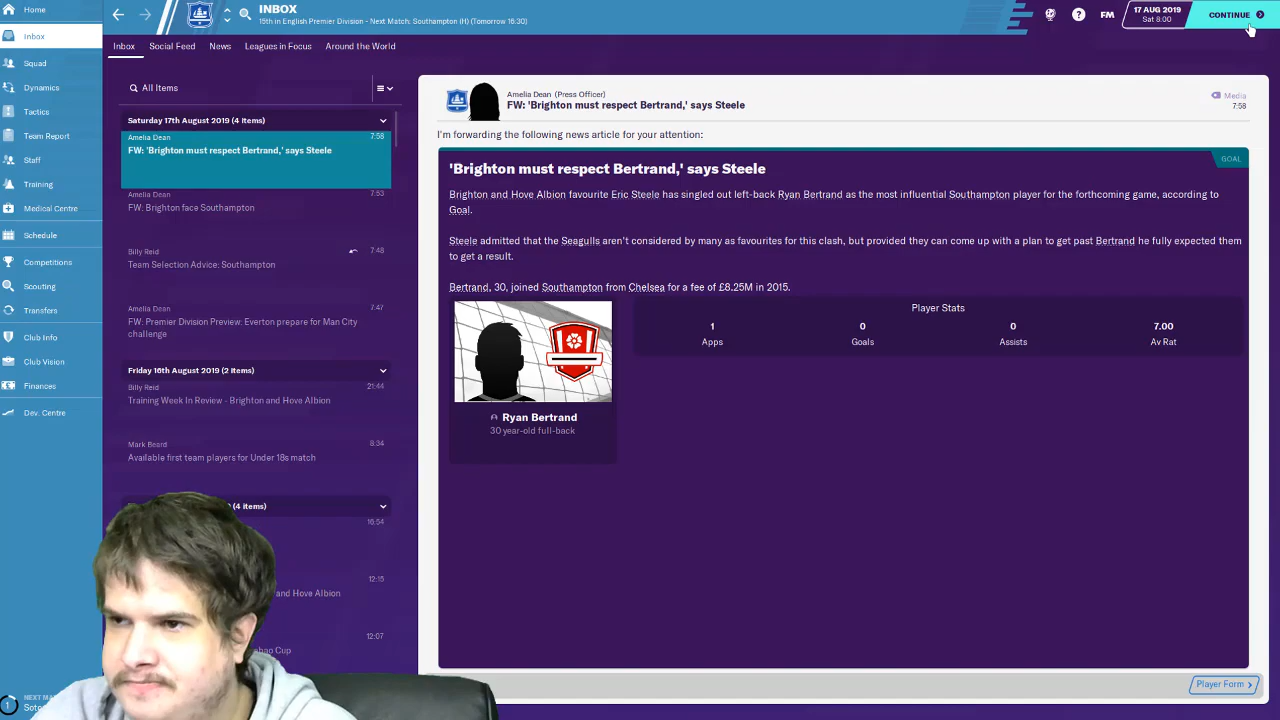 Home
INBOX
15th in English Premier Division - Next Match: Southampton (H) (Tomorrow 16:30)
FM
17 AUG 2019
Sat 8:00
CONTINUE
Inbox
Squad
Dynamics
Tactics
Team Report
Staff
Training
Medical Centre
Schedule
Competitions
Scouting
Transfers
Club Info
Club Vision
Finances
Dev. Centre
NEXT MA
Inbox
Social Feed
News
Leagues in Focus
Around the World
All Items
Saturday 17th August 2019 (4 items)
Amelia Dean 7:58
FW: 'Brighton must respect Bertrand,' says Steele
Amelia Dean 7:53
FW: Brighton face Southampton
Billy Reid 7:48
Team Selection Advice: Southampton
Amelia Dean 7:47
FW: Premier Division Preview: Everton prepare for Man City
challenge
Friday 16th August 2019 (2 items)
Billy Reid 21:44
Training Week In Review - Brighton and Hove Albion
Mark Beard 8:34
Available first team players for Under 18s match
(4 items)
16:54
12:15
and Hove Albion
12:07
Cup
Amelia Dean (Press Officer)
FW: 'Brighton must respect Bertrand,' says Steele
Media
7:58
I'm forwarding the following news article for your attention:
GOAL
'Brighton must respect Bertrand,' says Steele
Brighton and Hove Albion favourite Eric Steele has singled out left-back Ryan Bertrand as the most influential Southampton player for the forthcoming game, according to
Goal.
Steele admitted that the Seagulls aren't considered by many as favourites for this clash, but provided they can come up with a plan to get past Bertrand he fully expected them
to get a result.
Bertrand, 30, joined Southampton from Chelsea for a fee of £8.25M in 2015.
Player Stats
1 0 0 7.00
Apps Goals Assists Av Rat
Ryan Bertrand
30-year-old full-back
Player Form